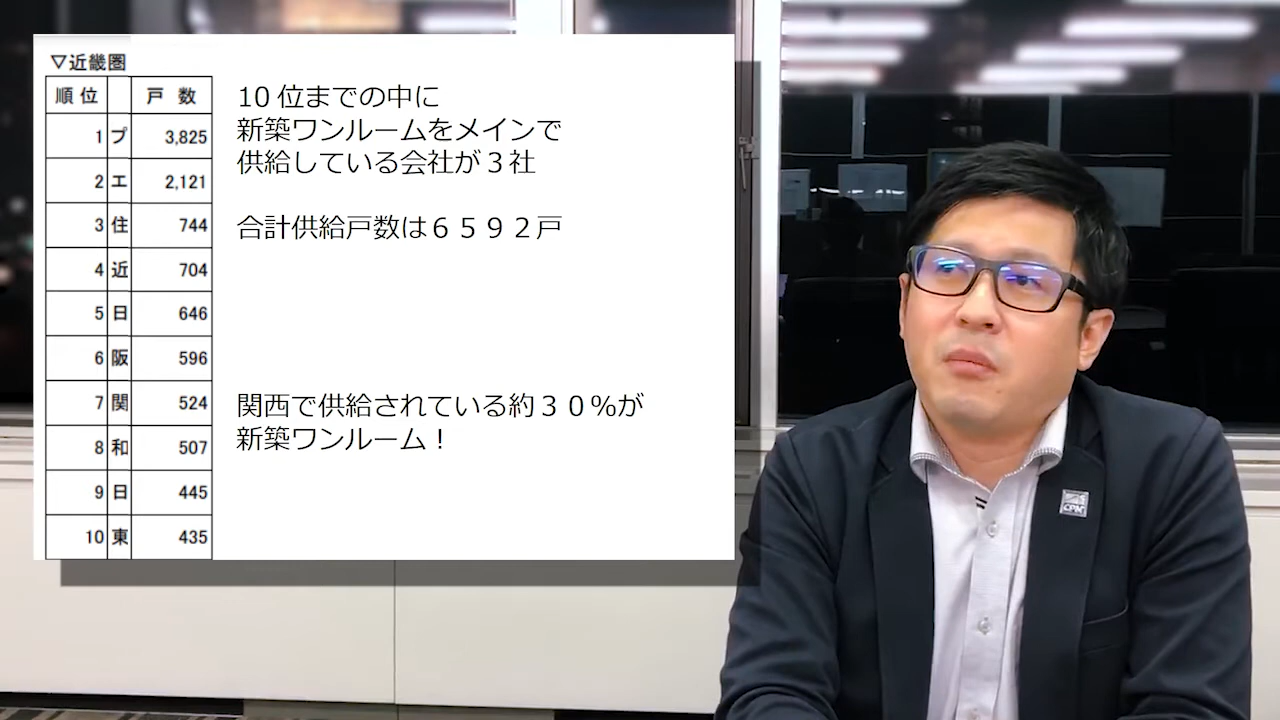 ▽近畿圏
順位 戸数
1 プ 3,825
2 エ 2,121
3 住 744
4 近 704
5 日 646
6 阪 596
7 関 524
8 和 507
9 日 445
10 東 435
10位までの中に
新築ワンルームをメインで
供給している会社が３社
合計供給戸数は６５９２戸
関西で供給されている約３０％が
新築ワンルーム！
CPM